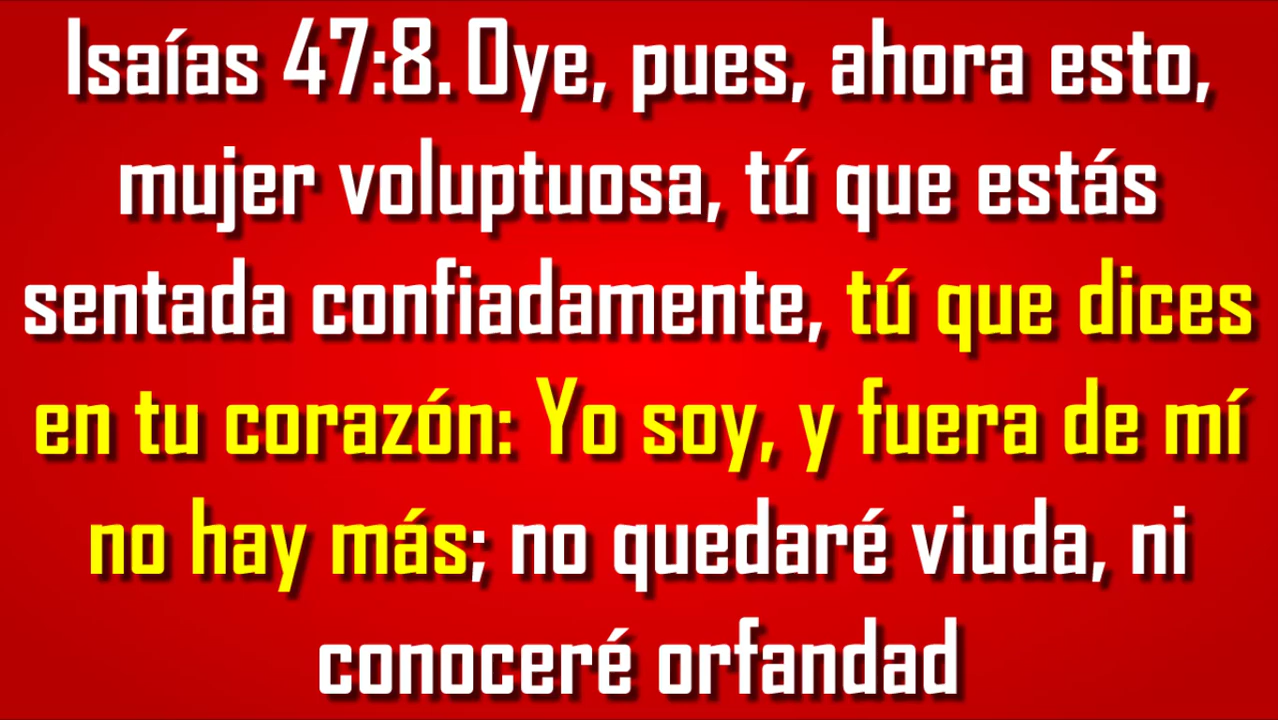 Isaías 47:8. Oye, pues, ahora esto,
mujer voluptuosa, tú que estás
sentada confiadamente, tú que dices
en tu corazón: Yo soy, y fuera de mí
no hay más; no quedaré viuda, ni
conoceré orfandad